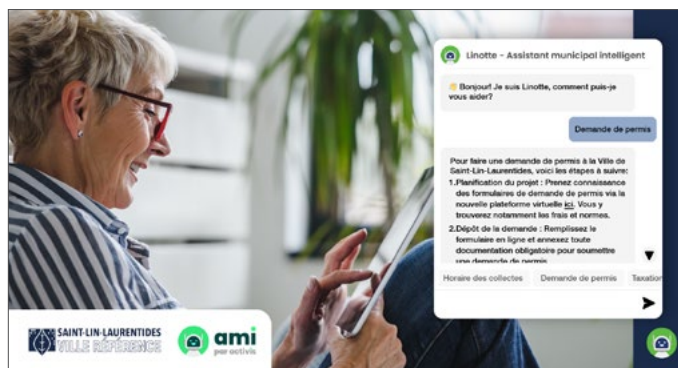 Linotte - Assistant municipal intelligent
👋 Bonjour! Je suis Linotte, comment puis-je
vous aider?
Demande de permis
Pour faire une demande de permis à la Ville de
Saint-Lin-Laurentides, voici les étapes à suivre:
1.Planification du projet : Prenez connaissance
des formulaires de demande de permis via la
nouvelle plateforme virtuelle ici. Vous y
trouverez notamment les frais et normes.
2.Dépôt de la demande : Remplissez le
formulaire en ligne et annexez toute
documentation obligatoire pour soumettre
une demande de permis
Horaire des collectes Demande de permis Taxation
SAINT-LIN-LAURENTIDES
VILLE RÉFÉRENCE
ami
par activis